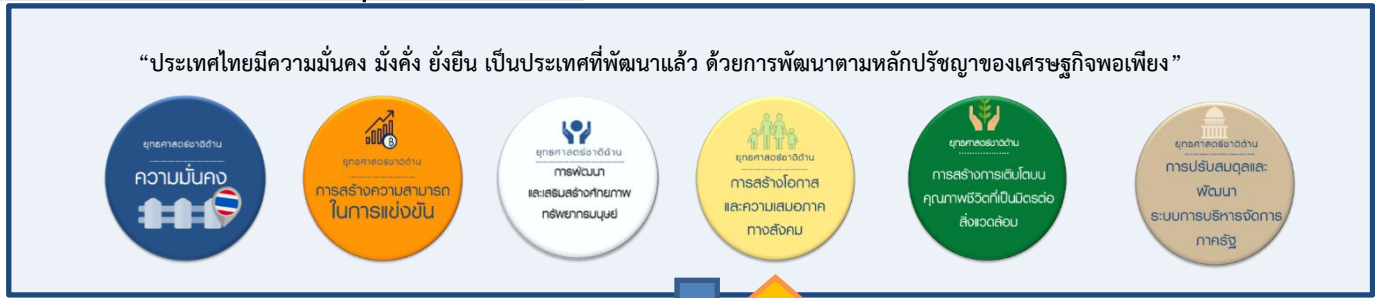 “ประเทศไทยมีความมั่นคง มั่งคั่ง ยั่งยืน เป็นประเทศที่พัฒนาแล้ว ด้วยการพัฒนาตามหลักปรัชญาของเศรษฐกิจพอเพียง”
ยุทธศาสตร์ชาติด้าน
ความมั่นคง
ยุทธศาสตร์ชาติด้าน
การสร้างความสามารถ
ในการแข่งขัน
ยุทธศาสตร์ชาติด้าน
การพัฒนา
และเสริมสร้างศักยภาพ
ทรัพยากรมนุษย์
ยุทธศาสตร์ชาติด้าน
การสร้างโอกาส
และความเสมอภาค
ทางสังคม
ยุทธศาสตร์ชาติด้าน
การสร้างการเติบโตบน
คุณภาพชีวิตที่เป็นมิตรต่อ
สิ่งแวดล้อม
ยุทธศาสตร์ชาติด้าน
การปรับสมดุลและ
พัฒนา
ระบบการบริหารจัดการ
ภาครัฐ